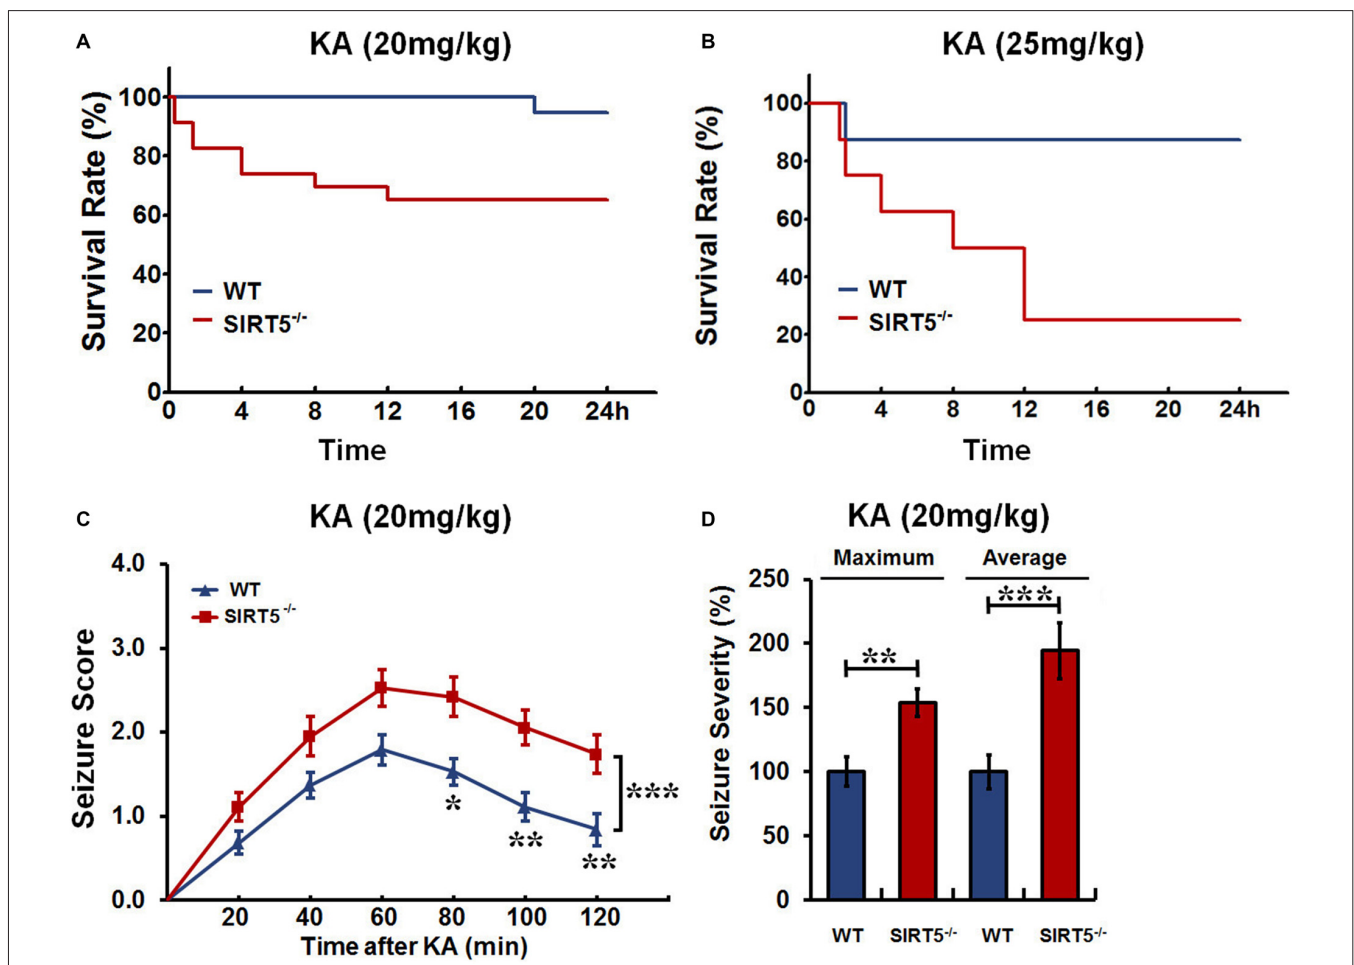 A
KA (20mg/kg)
Survival Rate (%)
100
80
60
40
20
0
WT
SIRT5-/-
0 4 8 12 16 20 24h
Time
B
KA (25mg/kg)
Survival Rate (%)
100
80
60
40
20
0
WT
SIRT5-/-
0 4 8 12 16 20 24h
Time
C
KA (20mg/kg)
Seizure Score
4.0
3.0
2.0
1.0
0.0
WT
SIRT5-/-
***
*
**
**
20 40 60 80 100 120
Time after KA (min)
D
KA (20mg/kg)
Maximum Average
Seizure Severity (%)
250
200
150
100
50
0
***
**
WT SIRT5-/- WT SIRT5-/-